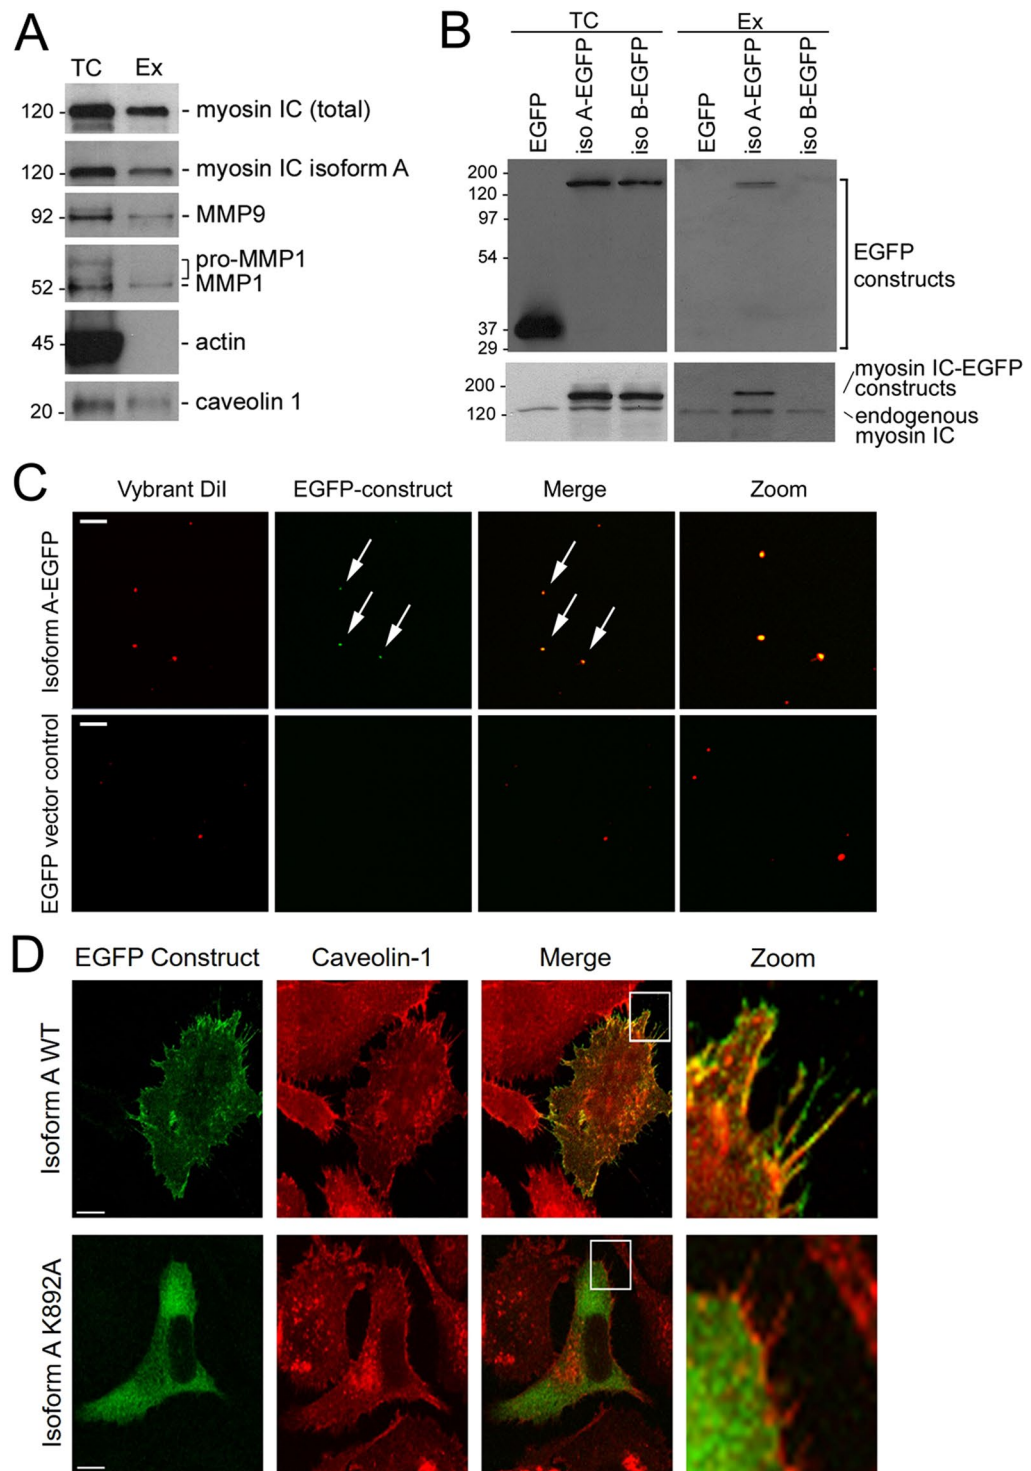 A
TC Ex
120 - myosin IC (total)
120 - myosin IC isoform A
92 - MMP9
pro-MMP1
52 - MMP1
45 - actin
20 - caveolin 1
B
TC Ex
EGFP
iso A-EGFP
iso B-EGFP
EGFP
iso A-EGFP
iso B-EGFP
200
120
97
54
37
29
EGFP
constructs
200
120
myosin IC-EGFP
constructs
endogenous
myosin IC
C
Vybrant DiI EGFP-construct Merge Zoom
Isoform A-EGFP
EGFP vector control
D
EGFP Construct Caveolin-1 Merge Zoom
Isoform A WT
Isoform A K892A